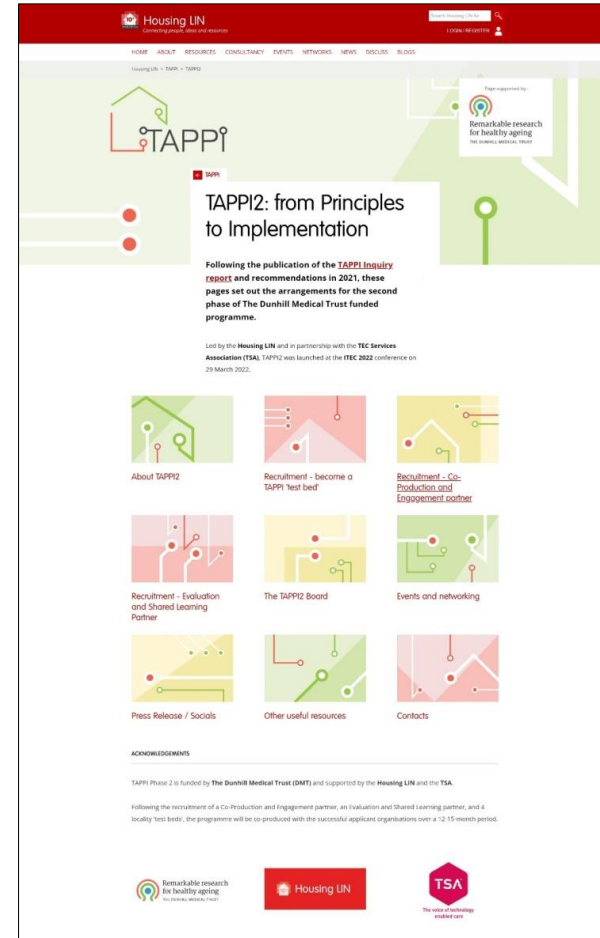 Housing LIN
Connecting people, ideas and resources
LOGIN / REGISTER
HOME ABOUT RESOURCES CONSULTANCY EVENTS NETWORKS NEWS DISCUSS BLOGS
Housing LIN > TAPPI > TAPPI2
Page supported by:
Remarkable research
for healthy ageing
THE DUNHILL MEDICAL TRUST
TAPPI
TAPPI
TAPPI2: from Principles
to Implementation
Following the publication of the TAPPI Inquiry
report and recommendations in 2021, these
pages set out the arrangements for the second
phase of The Dunhill Medical Trust funded
programme.
Led by the Housing LIN and in partnership with the TEC Services
Association (TSA), TAPPI2 was launched at the ITEC 2022 conference on
29 March 2022.
About TAPPI2
Recruitment - become a
TAPPI 'test bed'
Recruitment - Co-
Production and
Engagement partner
Recruitment - Evaluation
and Shared Learning
Partner
The TAPPI2 Board
Events and networking
Press Release / Socials
Other useful resources
Contacts
ACKNOWLEDGEMENTS
TAPPI Phase 2 is funded by The Dunhill Medical Trust (DMT) and supported by the Housing LIN and the TSA.
Following the recruitment of a Co-Production and Engagement partner, an Evaluation and Shared Learning partner, and 4
locality 'test beds', the programme will be co-produced with the successful applicant organisations over a 12-15-month period.
Remarkable research
for healthy ageing
THE DUNHILL MEDICAL TRUST
Housing LIN
TSA
The voice of technology
enabled care